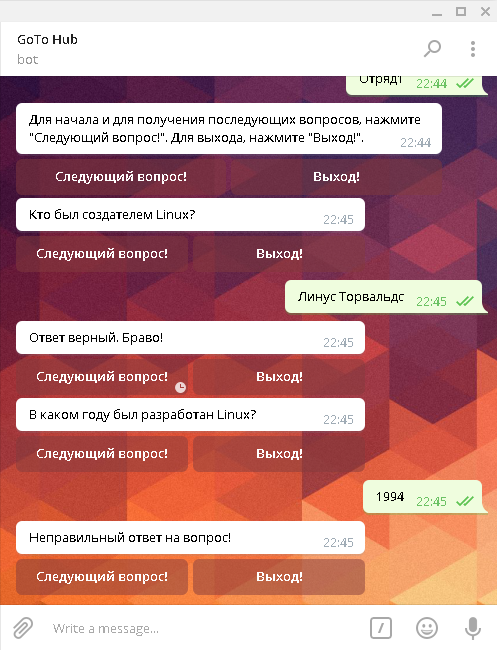 GoTo Hub
bot
Отряд1 22:44
Для начала и для получения последующих вопросов, нажмите
"Следующий вопрос!". Для выхода, нажмите "Выход!". 22:44
Следующий вопрос! Выход!
Кто был создателем Linux? 22:45
Следующий вопрос! Выход!
Линус Торвальдс 22:45
Ответ верный. Браво! 22:45
Следующий вопрос! Выход!
В каком году был разработан Linux? 22:45
Следующий вопрос! Выход!
1994 22:45
Неправильный ответ на вопрос! 22:45
Следующий вопрос! Выход!
Write a message...